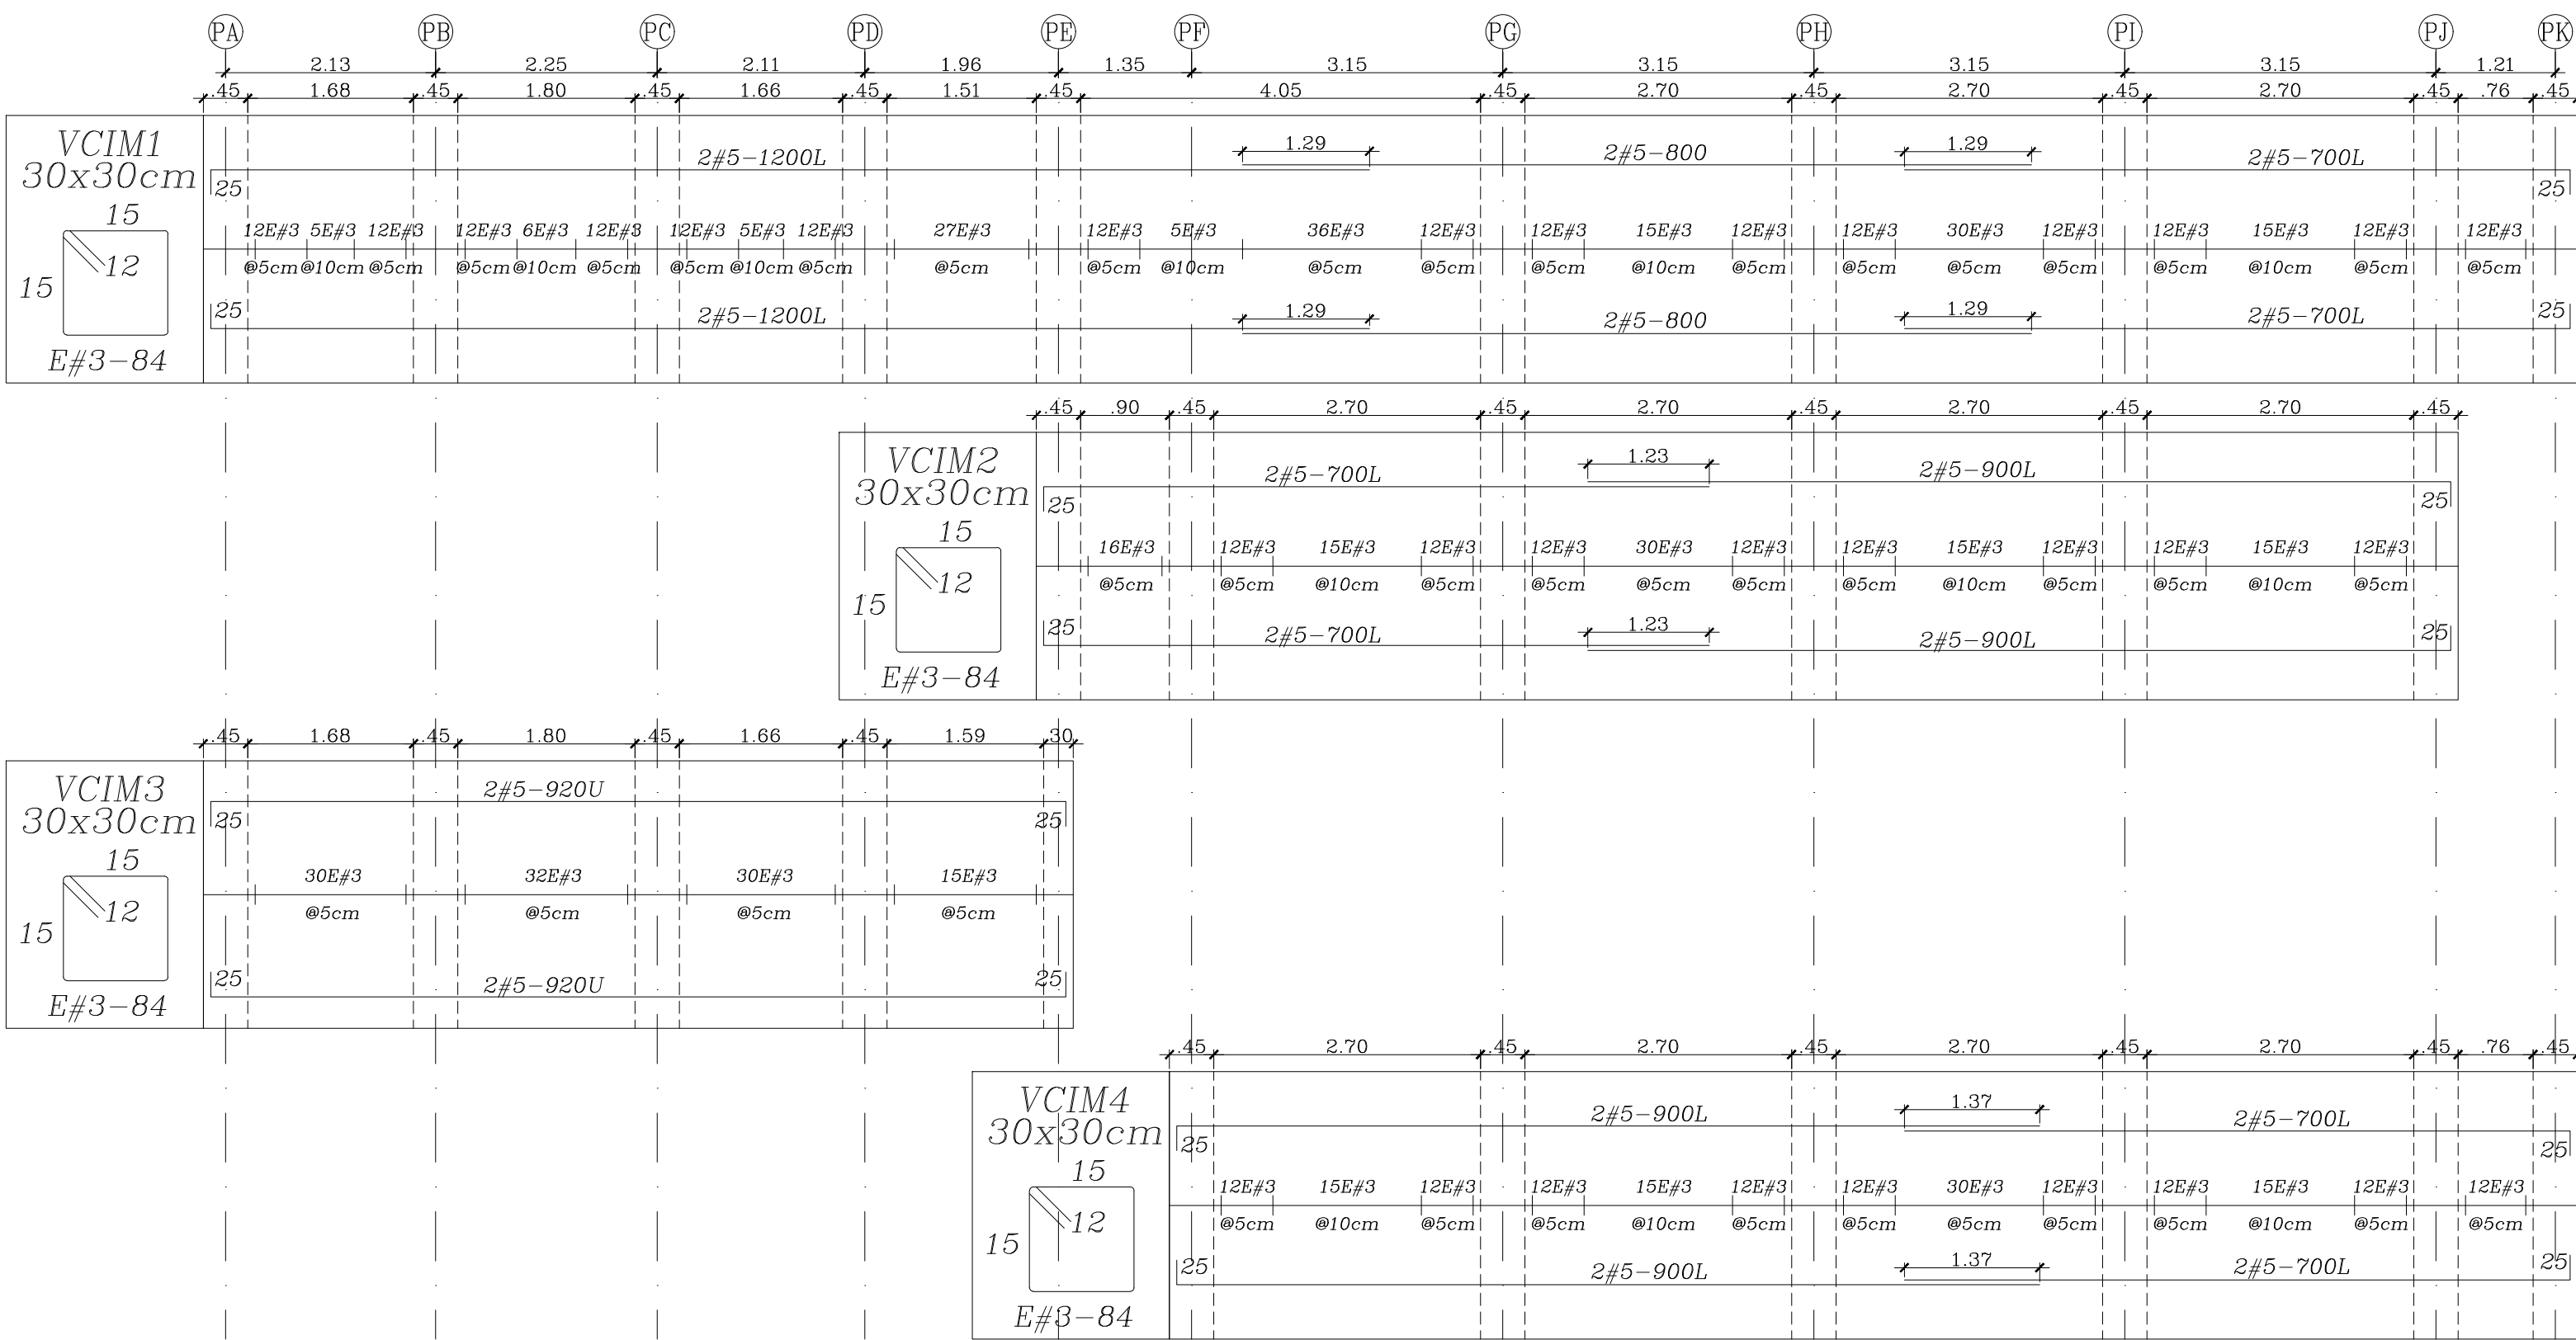 PA PB PC PD PE PF PG PH PI PJ PK
2.13 2.25 2.11 1.96 1.35 3.15 3.15 3.15 3.15 1.21
.45 1.68 .45 1.80 .45 1.66 .45 1.51 .45 4.05 .45 2.70 .45 2.70 .45 2.70 .45 .76 .45
VCIM1
30x30cm
15
12
15
E#3-84
2#5-1200L 1.29 2#5-800 1.29 2#5-700L
25 25
12E#3 5E#3 12E#3 12E#3 6E#3 12E#3 12E#3 5E#3 12E#3 27E#3 12E#3 5E#3 36E#3 12E#3 12E#3 15E#3 12E#3 12E#3 30E#3 12E#3 12E#3 15E#3 12E#3 12E#3
@5cm @10cm @5cm @5cm @10cm @5cm @5cm @10cm @5cm @5cm @5cm @10cm @5cm @5cm @5cm @10cm @5cm @5cm @5cm @5cm @5cm @10cm @5cm @5cm
25 25
2#5-1200L 1.29 2#5-800 1.29 2#5-700L
.45 .90 .45 2.70 .45 2.70 .45 2.70 .45 2.70 .45
VCIM2
30x30cm
15
12
15
E#3-84
2#5-700L 1.23 2#5-900L
25 25
16E#3 12E#3 15E#3 12E#3 12E#3 30E#3 12E#3 12E#3 15E#3 12E#3 12E#3 15E#3 12E#3
@5cm @5cm @10cm @5cm @5cm @5cm @5cm @5cm @10cm @5cm @5cm @10cm @5cm
25 25
2#5-700L 1.23 2#5-900L
.45 1.68 .45 1.80 .45 1.66 .45 1.59 .30
VCIM3
30x30cm
15
12
15
E#3-84
2#5-920U
25 25
30E#3 32E#3 30E#3 15E#3
@5cm @5cm @5cm @5cm
25 25
2#5-920U
.45 2.70 .45 2.70 .45 2.70 .45 2.70 .45 .76 .45
VCIM4
30x30cm
15
12
15
E#3-84
2#5-900L 1.37 2#5-700L
25 25
12E#3 15E#3 12E#3 12E#3 15E#3 12E#3 12E#3 30E#3 12E#3 12E#3 15E#3 12E#3 12E#3
@5cm @10cm @5cm @5cm @10cm @5cm @5cm @5cm @5cm @5cm @10cm @5cm @5cm
25 25
2#5-900L 1.37 2#5-700L